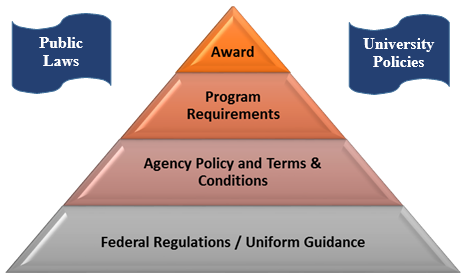 Public
Laws
University
Policies
Award
Program
Requirements
Agency Policy and Terms &
Conditions
Federal Regulations / Uniform Guidance